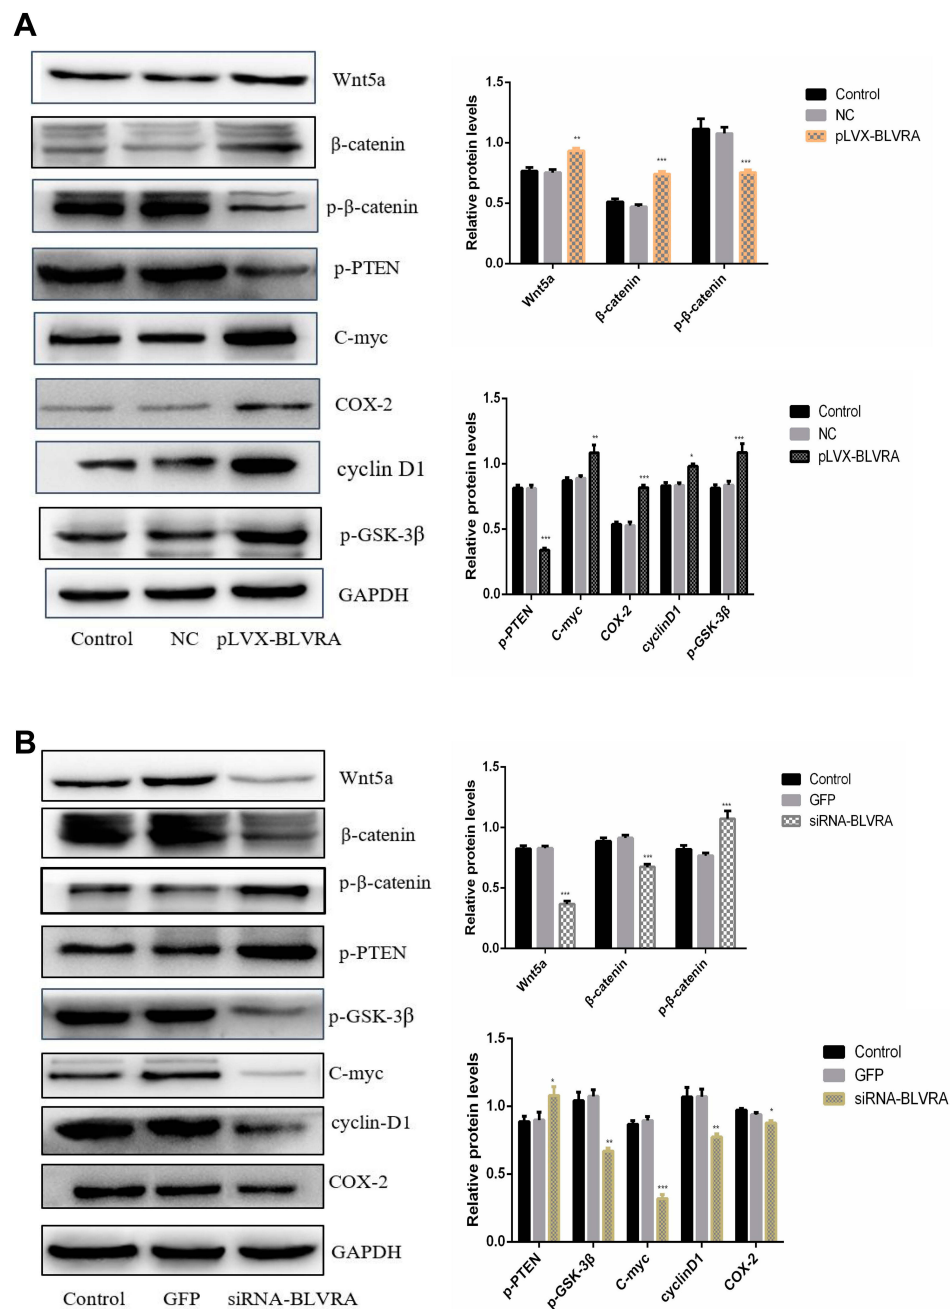 A
Wnt5a
β-catenin
p-β-catenin
p-PTEN
C-myc
COX-2
cyclin D1
p-GSK-3β
GAPDH
Control NC pLVX-BLVRA
Relative protein levels
1.5
1.0
0.5
0.0
** *** ***
Wnt5a β-catenin p-β-catenin
Control
NC
pLVX-BLVRA
Relative protein levels
1.5
1.0
0.5
0.0
*** ** *** * ***
p-PTEN C-myc COX-2 cyclinD1 p-GSK-3β
Control
NC
pLVX-BLVRA
B
Wnt5a
β-catenin
p-β-catenin
p-PTEN
p-GSK-3β
C-myc
cyclin-D1
COX-2
GAPDH
Control GFP siRNA-BLVRA
Relative protein levels
1.5
1.0
0.5
0.0
*** *** ***
Wnt5a β-catenin p-β-catenin
Control
GFP
siRNA-BLVRA
Relative protein levels
1.5
1.0
0.5
0.0
* ** *** ** *
p-PTEN p-GSK-3β C-myc cyclinD1 COX-2
Control
GFP
siRNA-BLVRA